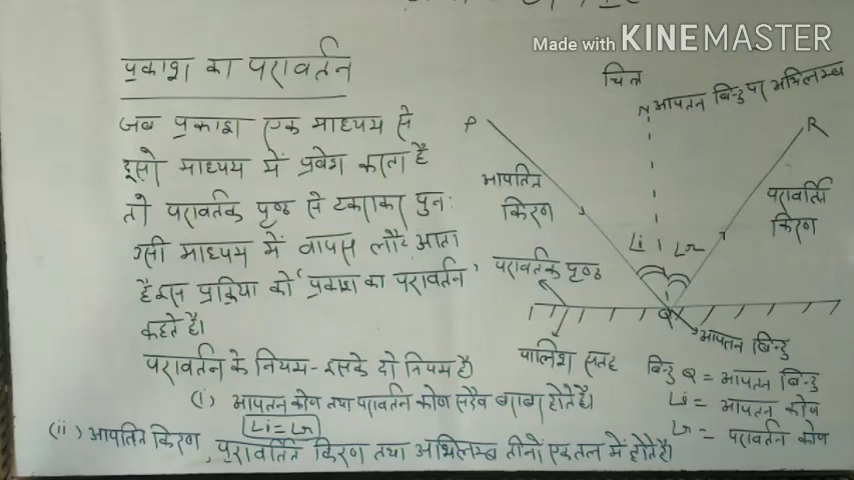 Made with KINEMASTER
प्रकाश का परावर्तन
जब प्रकाश एक माध्यम से
दूसरे माध्यम में प्रवेश करता है
तो परावर्तक पृष्ठ से टकराकर पुनः
उसी माध्यम में वापस लौट आता
है इस प्रक्रिया को 'प्रकाश का परावर्तन'
कहते है।
परावर्तन के नियम - इसके दो नियम है।
(i) आपतन कोण तथा परावर्तन कोण सदैव बराबर होते है।
∠i = ∠r
(ii) आपतित किरण, परावर्तित किरण तथा अभिलम्ब तीनों एक तल में होते है।
चित्र
N आपतन बिन्दु पर अभिलम्ब
P
R
आपतित
किरण
परावर्तित
किरण
∠i ∠r
परावर्तक पृष्ठ
Q
आपतन बिन्दु
पालिश सतह
बिन्दु Q = आपतन बिन्दु
∠i = आपतन कोण
∠r = परावर्तन कोण